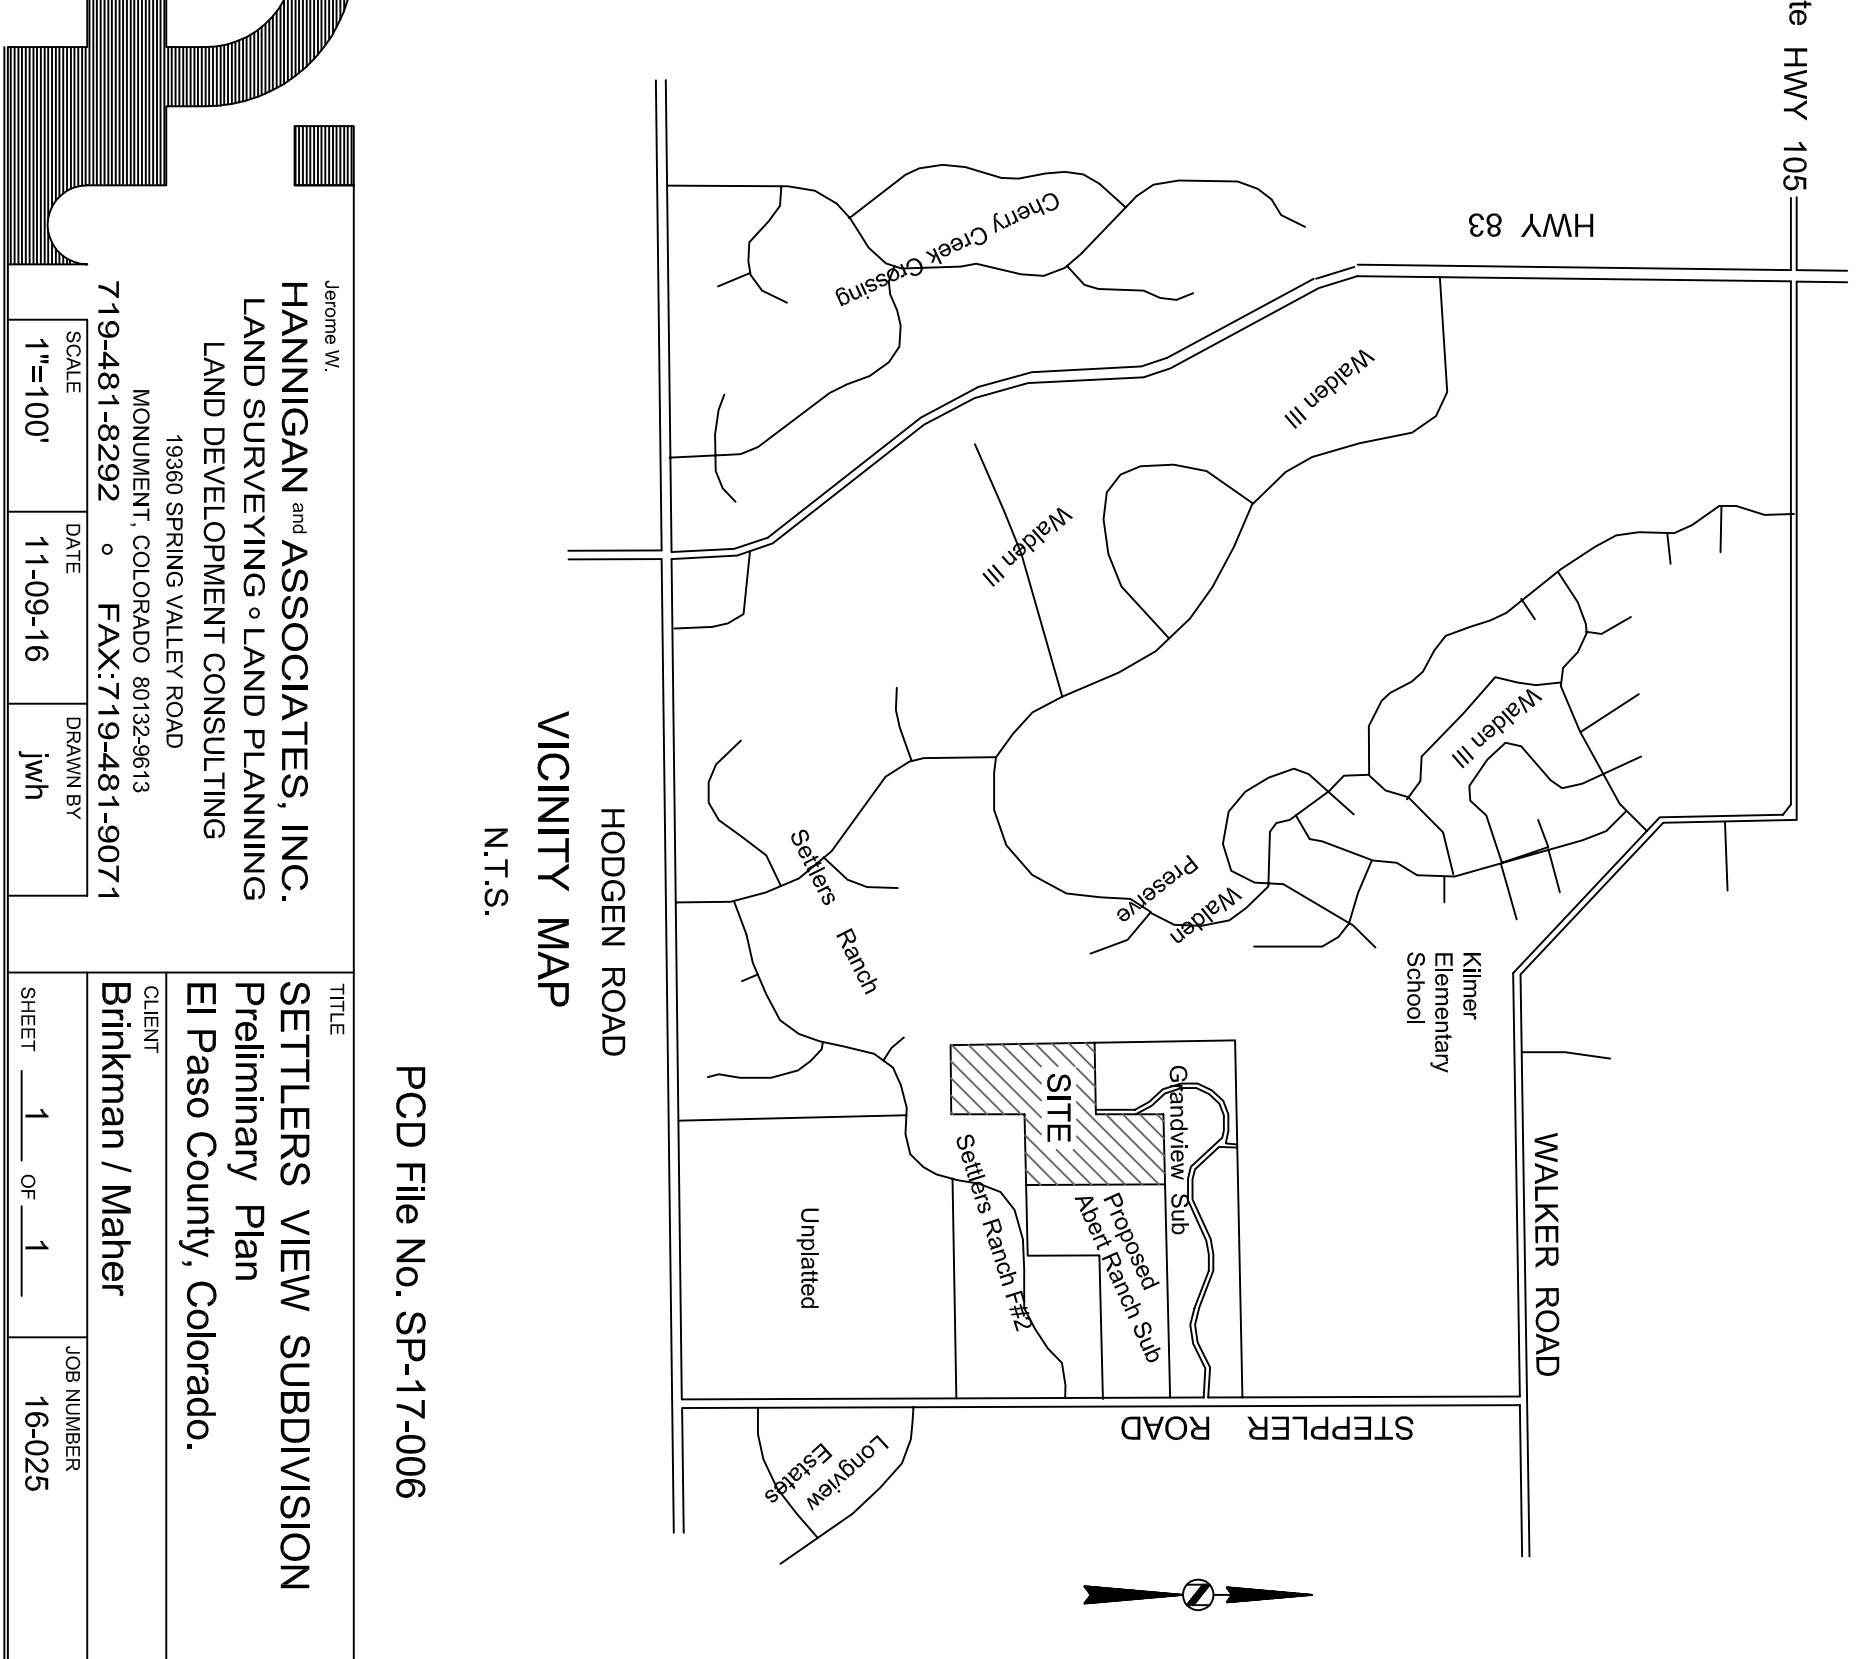 te HWY 105
HWY 83
Cherry Creek Crossing
Walden III
Walden III
Walden III
Walden
Preserve
Kilmer
Elementary
School
WALKER ROAD
Grandview Sub
SITE
Proposed
Abert Ranch Sub
Settlers Ranch F#2
Settlers Ranch
Unplatted
STEPPLER ROAD
Longview
Estates
HODGEN ROAD
VICINITY MAP
N.T.S.
PCD File No. SP-17-006
Jerome W.
HANNIGAN and ASSOCIATES, INC.
LAND SURVEYING ° LAND PLANNING
LAND DEVELOPMENT CONSULTING
19360 SPRING VALLEY ROAD
MONUMENT, COLORADO 80132-9613
719-481-8292 ° FAX:719-481-9071
SCALE
1"=100'
DATE
11-09-16
DRAWN BY
jwh
TITLE
SETTLERS VIEW SUBDIVISION
Preliminary Plan
El Paso County, Colorado.
CLIENT
Brinkman / Maher
SHEET 1 OF 1
JOB NUMBER
16-025